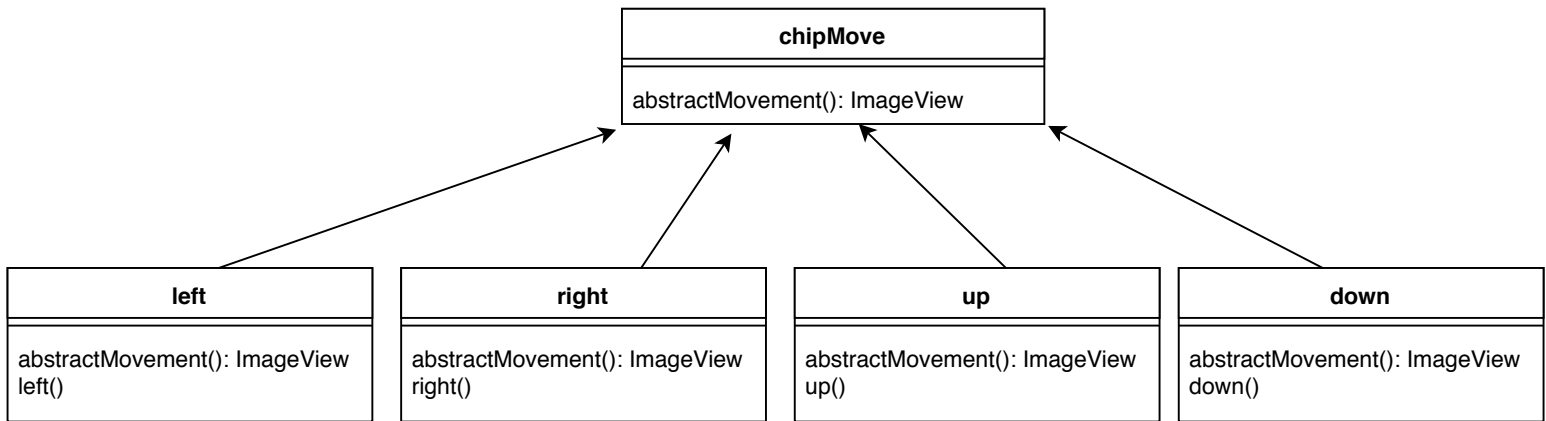 chipMove
abstractMovement(): ImageView
left
abstractMovement(): ImageView
left()
right
abstractMovement(): ImageView
right()
up
abstractMovement(): ImageView
up()
down
abstractMovement(): ImageView
down()